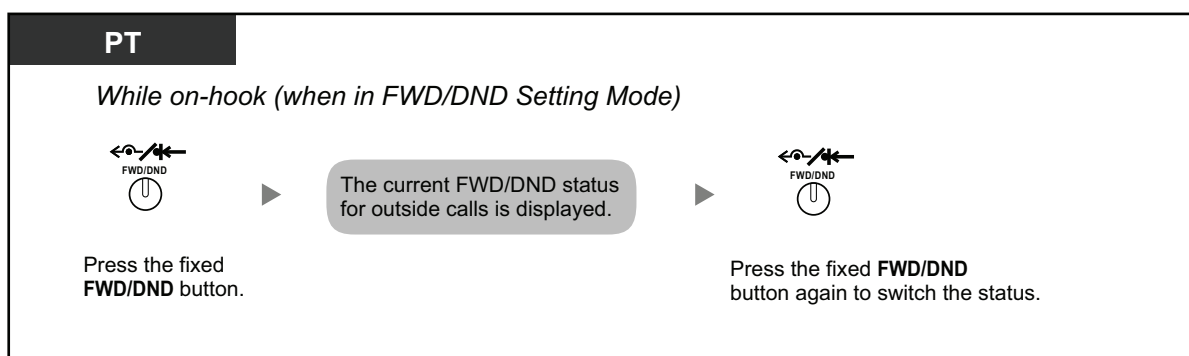 PT
While on-hook (when in FWD/DND Setting Mode)
FWD/DND
The current FWD/DND status
for outside calls is displayed.
FWD/DND
Press the fixed
FWD/DND button.
Press the fixed FWD/DND
button again to switch the status.